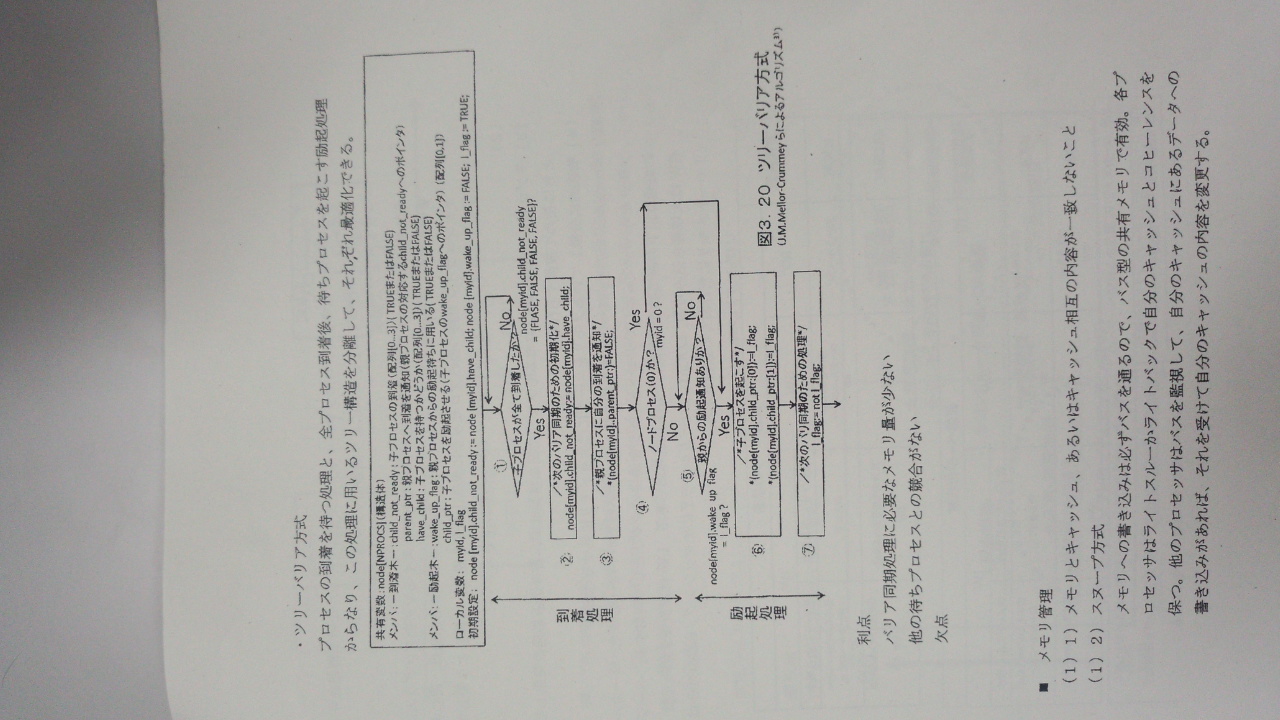 ・ツリーバリア方式
プロセスの到着を待つ処理と、全プロセス到着後、待ちプロセスを起こす励起処理
からなり、この処理に用いるツリー構造を分離して、それぞれ最適化できる。
共有変数:node[NPROCS](構造体)
メンバ:ー到着木ー:child_not_ready:子プロセスの到着(配列[0…3])(TRUEまたはFALSE)
parent_ptr:親プロセスへ到着を通知(親プロセスの対応するchild_not_readyへのポインタ)
have_child:子プロセスを持つかどうか(配列[0…3])(TRUEまたはFALSE)
メンバ:ー励起木ー:wake_up_flag:親プロセスからの励起待ちに用いる(TRUEまたはFALSE)
child_ptr:子プロセスを励起させる(子プロセスのwake_up_flagへのポインタ)(配列[0,1])
ローカル変数: myid, l_flag
初期設定: node [myid].child_not_ready := node [myid].have_child; node [myid].wake_up_flag := FALSE; l_flag := TRUE;
①
子プロセスが全て到着したか?
No
node[myid].child_not_ready
= {FLASE, FALSE, FALSE, FALSE}?
Yes
到着処理
②
/*次のバリア同期のための初期化*/
node[myid].child_not_ready:= node[myid].have_child;
③
/*親プロセスに自分の到着を通知*/
*(node[myid]..parent_ptr:)=FALSE;
④
ノードプロセス(0)か?
Yes
myid = 0 ?
No
⑤
親からの励起通知ありか?
No
node[myid].wake_up_flag
= l_flag ?
Yes
励起処理
⑥
/*子プロセスを起こす*/
*(node[myid].child_ptr:[0]):=l_flag;
*(node[myid].child_ptr:[1]):=l_flag;
⑦
/*次のバリ同期のための処理*/
l_flag:= not l_flag;
図3. 20 ツリーバリア方式
(J.M.Mellor-Crummeyらによるアルゴリズム³¹⁾)
利点
バリア同期処理に必要なメモリ量が少ない
他の待ちプロセスとの競合がない
欠点
■ メモリ管理
(1) 1) メモリとキャッシュ、あるいはキャッシュ相互の内容が一致しないこと
(1) 2) スヌープ方式
メモリへの書き込みは必ずバスを通るので、バス型の共有メモリで有効。各プ
ロセッサはライトスルーかライトバックで自分のキャッシュとコヒーレンスを
保つ。他のプロセッサはバスを監視して、自分のキャッシュにあるデータへの
書き込みがあれば、それを受けて自分のキャッシュの内容を変更する。